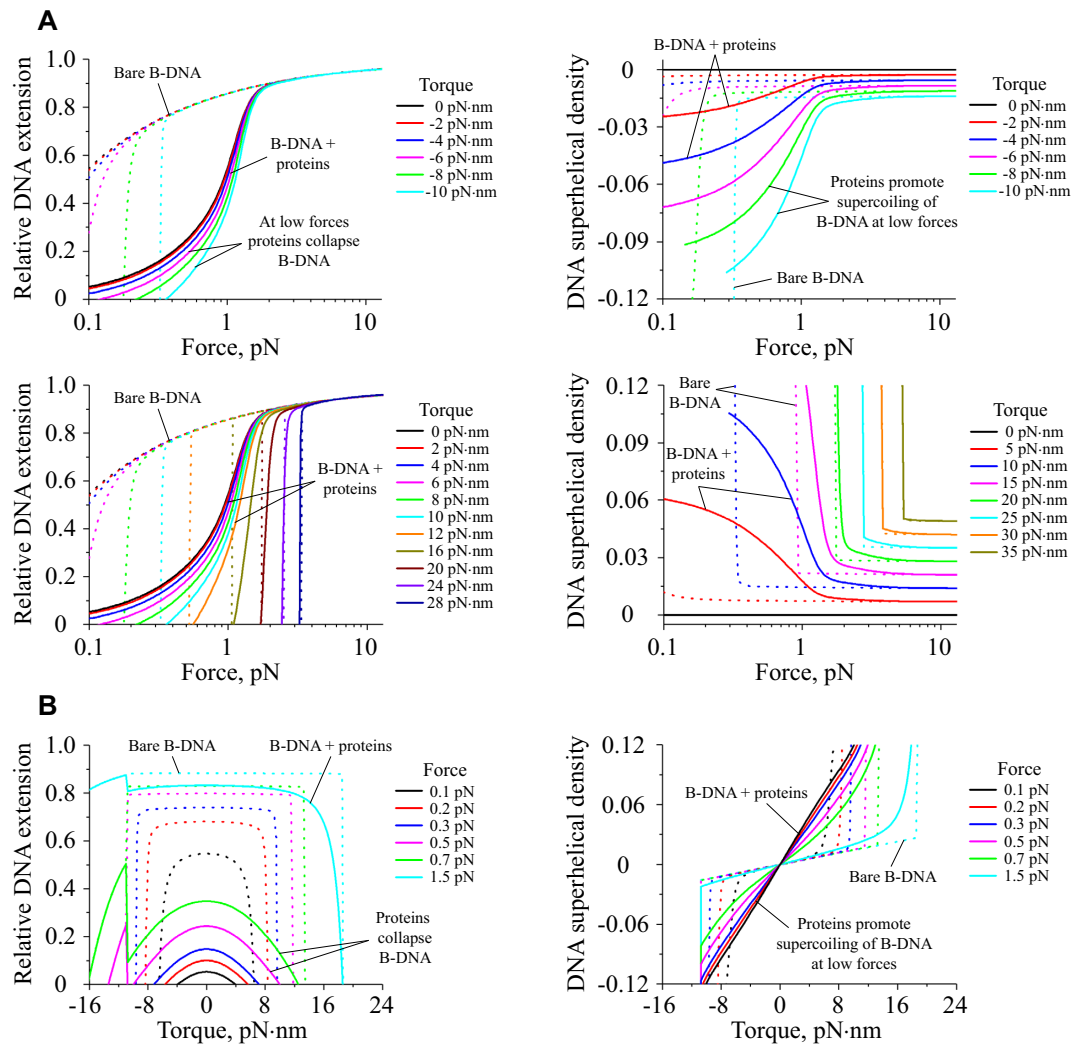 A
Relative DNA extension
1.0
0.8
0.6
0.4
0.2
0
0.1
1
10
Force, pN
Bare B-DNA
B-DNA +
proteins
At low forces
proteins collapse
B-DNA
Torque
0 pN·nm
-2 pN·nm
-4 pN·nm
-6 pN·nm
-8 pN·nm
-10 pN·nm
DNA superhelical density
0
-0.03
-0.06
-0.09
-0.12
0.1
1
10
Force, pN
B-DNA + proteins
Proteins promote
supercoiling of
B-DNA at low forces
Bare B-DNA
Torque
0 pN·nm
-2 pN·nm
-4 pN·nm
-6 pN·nm
-8 pN·nm
-10 pN·nm
Relative DNA extension
1.0
0.8
0.6
0.4
0.2
0
0.1
1
10
Force, pN
Bare B-DNA
B-DNA +
proteins
Torque
0 pN·nm
2 pN·nm
4 pN·nm
6 pN·nm
8 pN·nm
10 pN·nm
12 pN·nm
16 pN·nm
20 pN·nm
24 pN·nm
28 pN·nm
DNA superhelical density
0.12
0.09
0.06
0.03
0
0.1
1
10
Force, pN
Bare
B-DNA
B-DNA +
proteins
Torque
0 pN·nm
5 pN·nm
10 pN·nm
15 pN·nm
20 pN·nm
25 pN·nm
30 pN·nm
35 pN·nm
B
Relative DNA extension
1.0
0.8
0.6
0.4
0.2
0
-16
-8
0
8
16
24
Torque, pN·nm
Bare B-DNA
B-DNA + proteins
Proteins
collapse
B-DNA
Force
0.1 pN
0.2 pN
0.3 pN
0.5 pN
0.7 pN
1.5 pN
DNA superhelical density
0.12
0.06
0
-0.06
-0.12
-16
-8
0
8
16
24
Torque, pN·nm
B-DNA + proteins
Bare B-DNA
Proteins promote
supercoiling of B-DNA
at low forces
Force
0.1 pN
0.2 pN
0.3 pN
0.5 pN
0.7 pN
1.5 pN